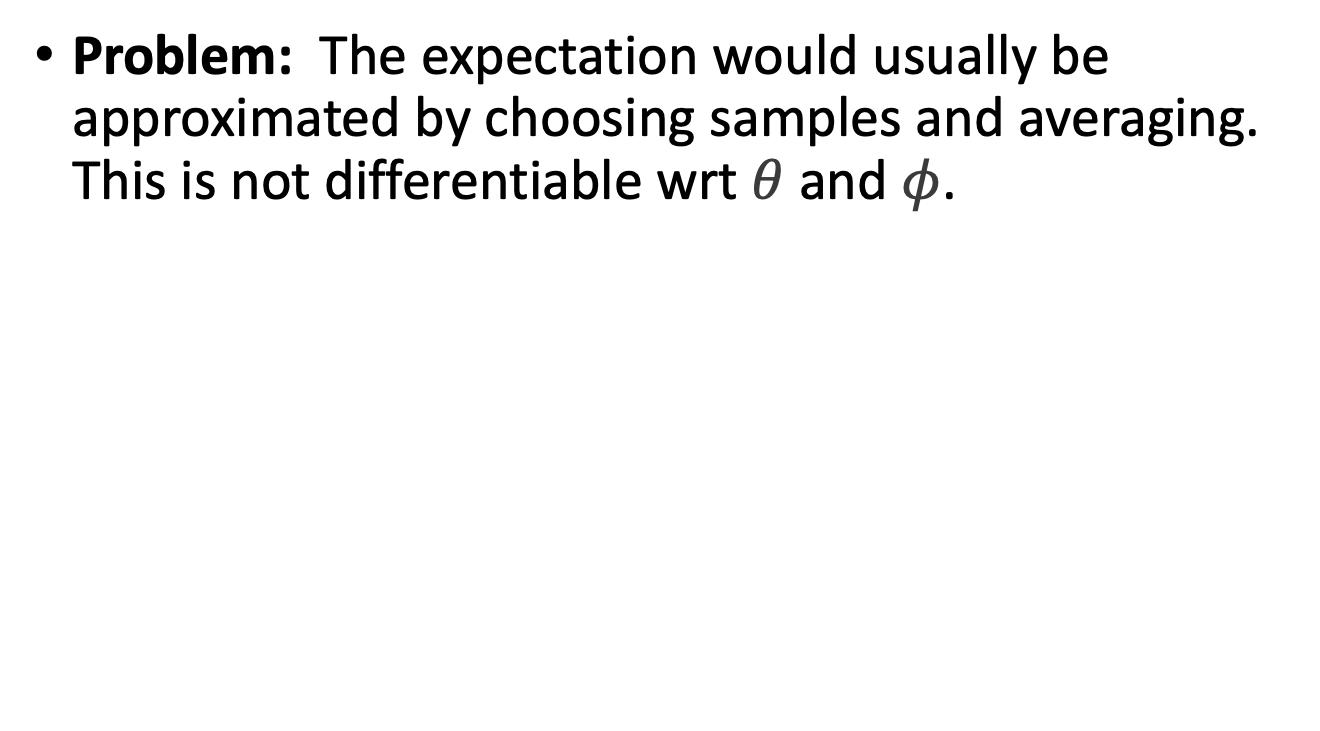 • Problem:  The expectation would usually be
approximated by choosing samples and averaging.
This is not differentiable wrt 𝜃 and 𝜙.